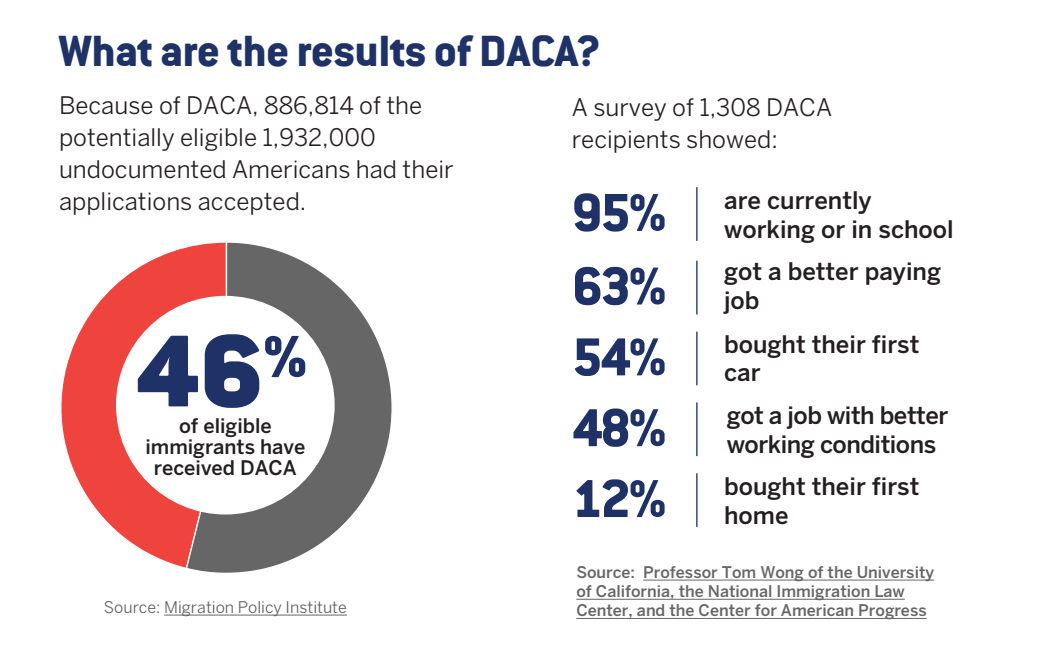 What are the results of DACA?
Because of DACA, 886,814 of the
potentially eligible 1,932,000
undocumented Americans had their
applications accepted.
46%
of eligible
immigrants have
received DACA
Source: Migration Policy Institute
A survey of 1,308 DACA
recipients showed:
95%
are currently
working or in school
63%
got a better paying
job
54%
bought their first
car
48%
got a job with better
working conditions
12%
bought their first
home
Source: Professor Tom Wong of the University
of California, the National Immigration Law
Center, and the Center for American Progress